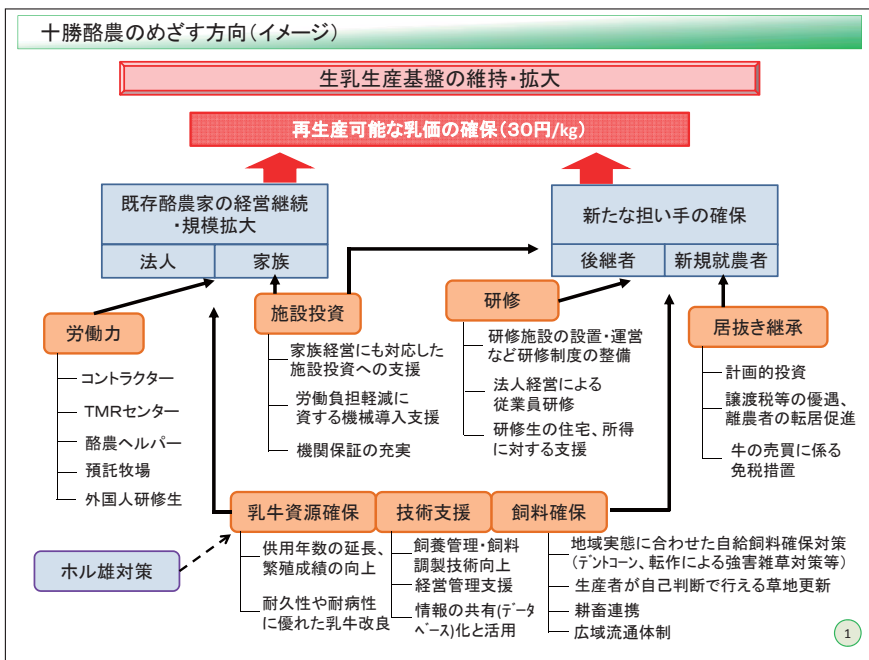 十勝酪農のめざす方向(イメージ)
生乳生産基盤の維持・拡大
再生産可能な乳価の確保(30円/kg)
既存酪農家の経営継続
・規模拡大
法人
家族
新たな担い手の確保
後継者
新規就農者
労働力
コントラクター
TMRセンター
酪農ヘルパー
預託牧場
外国人研修生
施設投資
家族経営にも対応した
施設投資への支援
労働負担軽減に
資する機械導入支援
機関保証の充実
研修
研修施設の設置・運営
など研修制度の整備
法人経営による
従業員研修
研修生の住宅、所得
に対する支援
居抜き継承
計画的投資
譲渡税等の優遇、
離農者の転居促進
牛の売買に係る
免税措置
乳牛資源確保
供用年数の延長、
繁殖成績の向上
耐久性や耐病性
に優れた乳牛改良
技術支援
飼養管理・飼料
調製技術向上
経営管理支援
情報の共有(データ
ベース)化と活用
飼料確保
地域実態に合わせた自給飼料確保対策
(デントコーン、転作による強害雑草対策等)
生産者が自己判断で行える草地更新
耕畜連携
広域流通体制
ホル雄対策
1